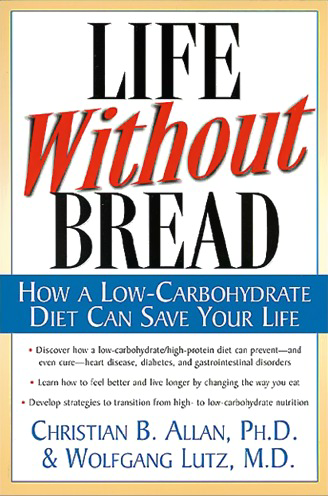 LIFE
Without
BREAD
HOW A LOW-CARBOHYDRATE
DIET CAN SAVE YOUR LIFE
• Discover how a low-carbohydrate/high-protein diet can prevent—and
even cure—heart disease, diabetes, and gastrointestinal disorders
• Learn how to feel better and live longer by changing the way you eat
• Develop strategies to transition from high- to low-carbohydrate nutrition
CHRISTIAN B. ALLAN, PH.D.
& WOLFGANG LUTZ, M.D.